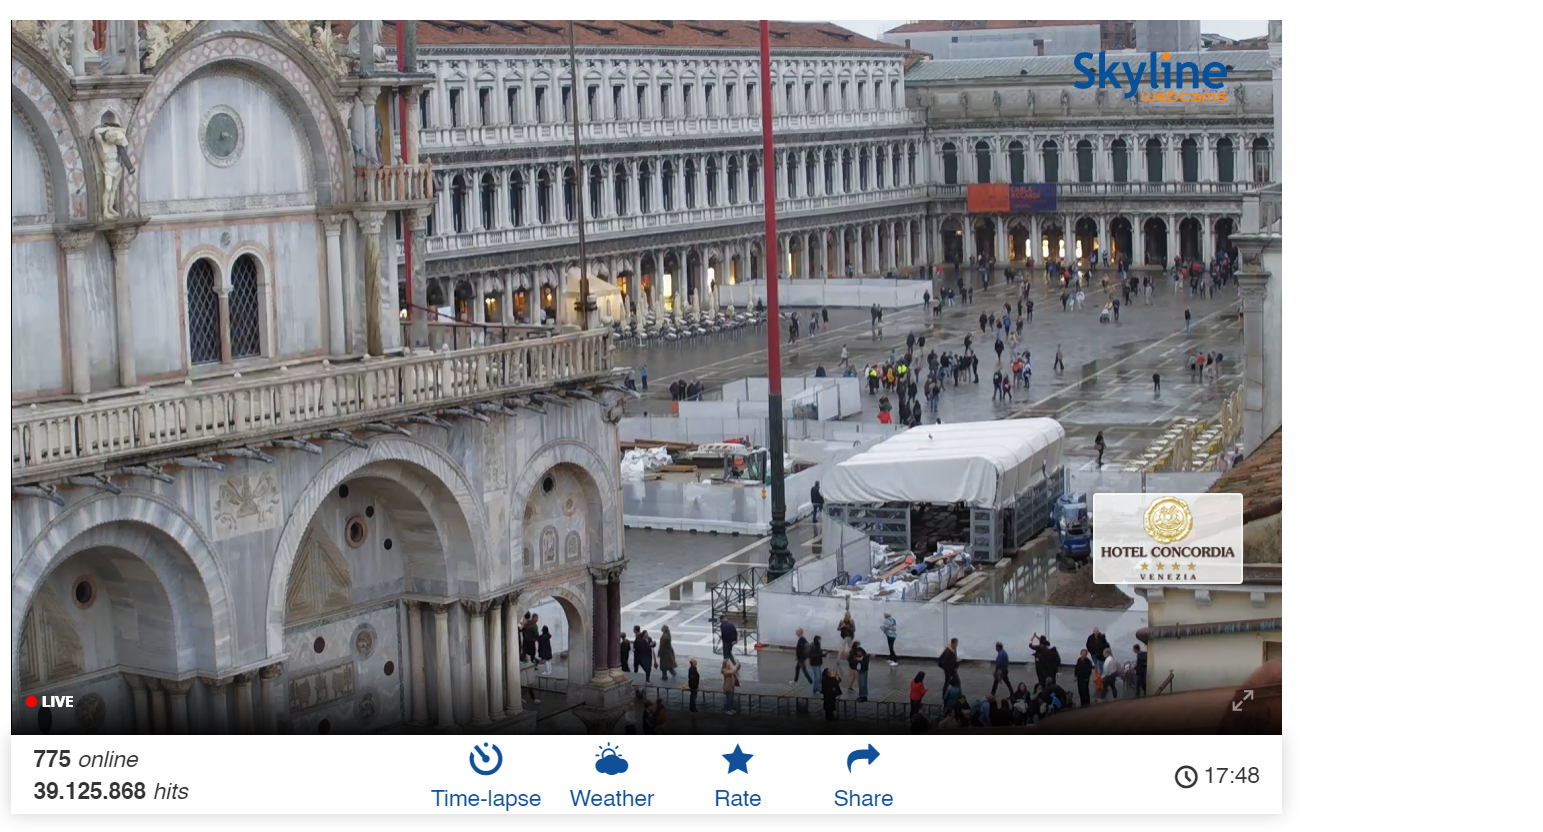 Skyline
webcams
HOTEL CONCORDIA
VENEZIA
LIVE
775 online
39.125.868 hits
Time-lapse
Weather
Rate
Share
17:48